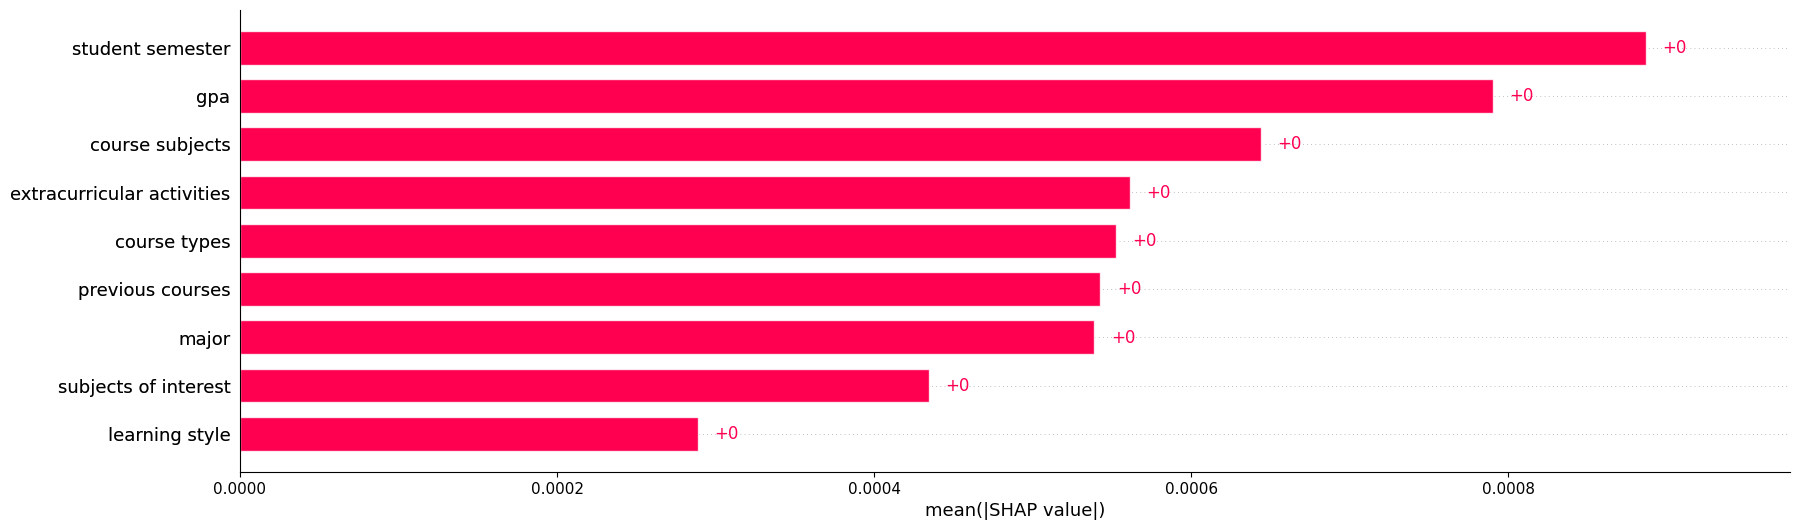 student semester +0
gpa +0
course subjects +0
extracurricular activities +0
course types +0
previous courses +0
major +0
subjects of interest +0
learning style +0
0.0000 0.0002 0.0004 0.0006 0.0008
mean(|SHAP value|)